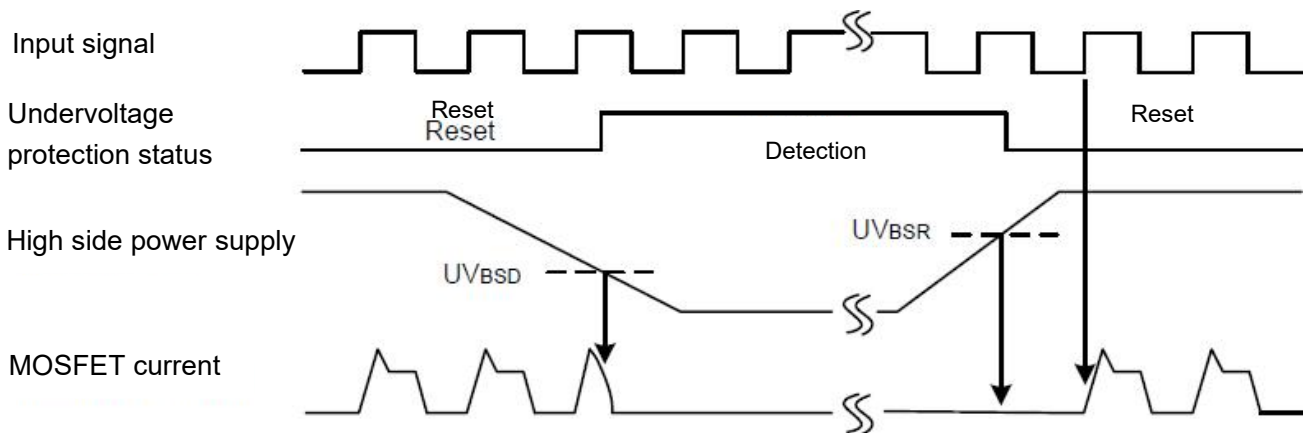 Input signal
Undervoltage
protection status
Reset
Reset
Detection
Reset
High side power supply
UVBSD
UVBSR
MOSFET current